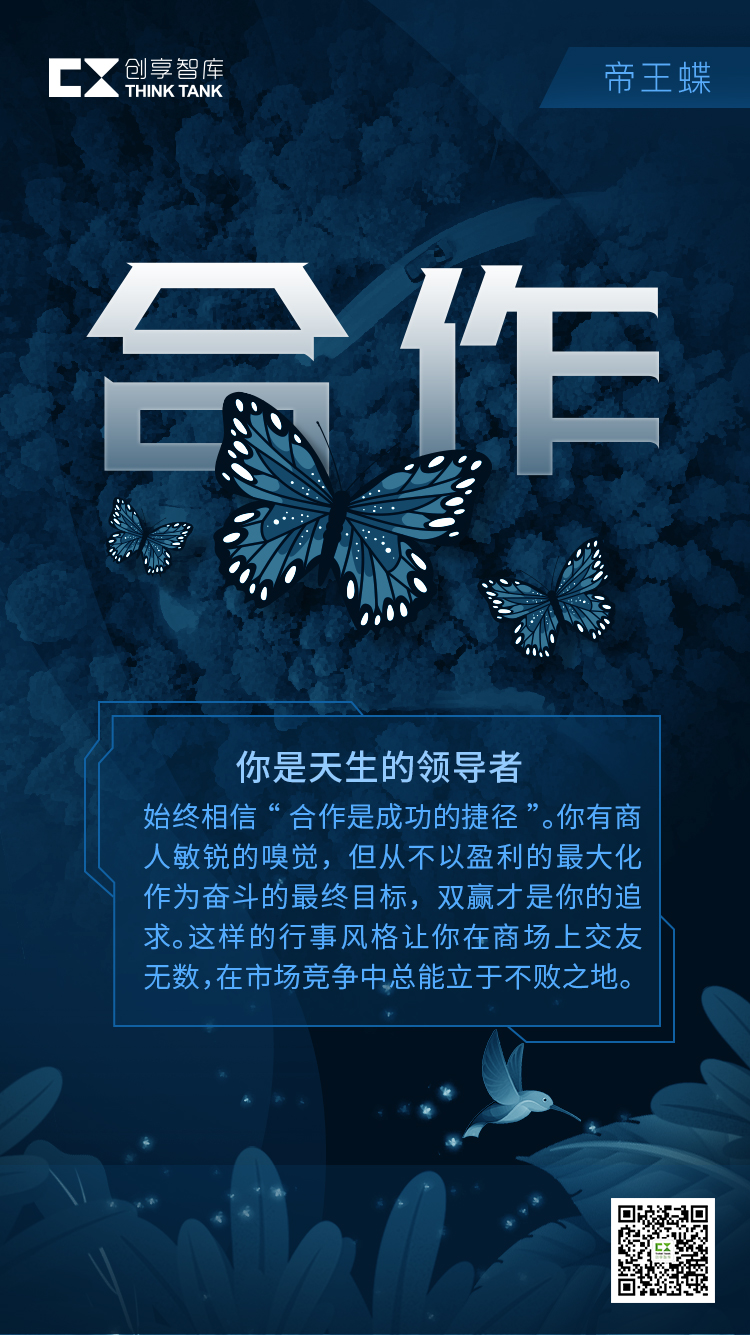 创享智库
THINK TANK
帝王蝶
合作
你是天生的领导者
始终相信“合作是成功的捷径”。你有商
人敏锐的嗅觉，但从不以盈利的最大化
作为奋斗的最终目标，双赢才是你的追
求。这样的行事风格让你在商场上交友
无数，在市场竞争中总能立于不败之地。